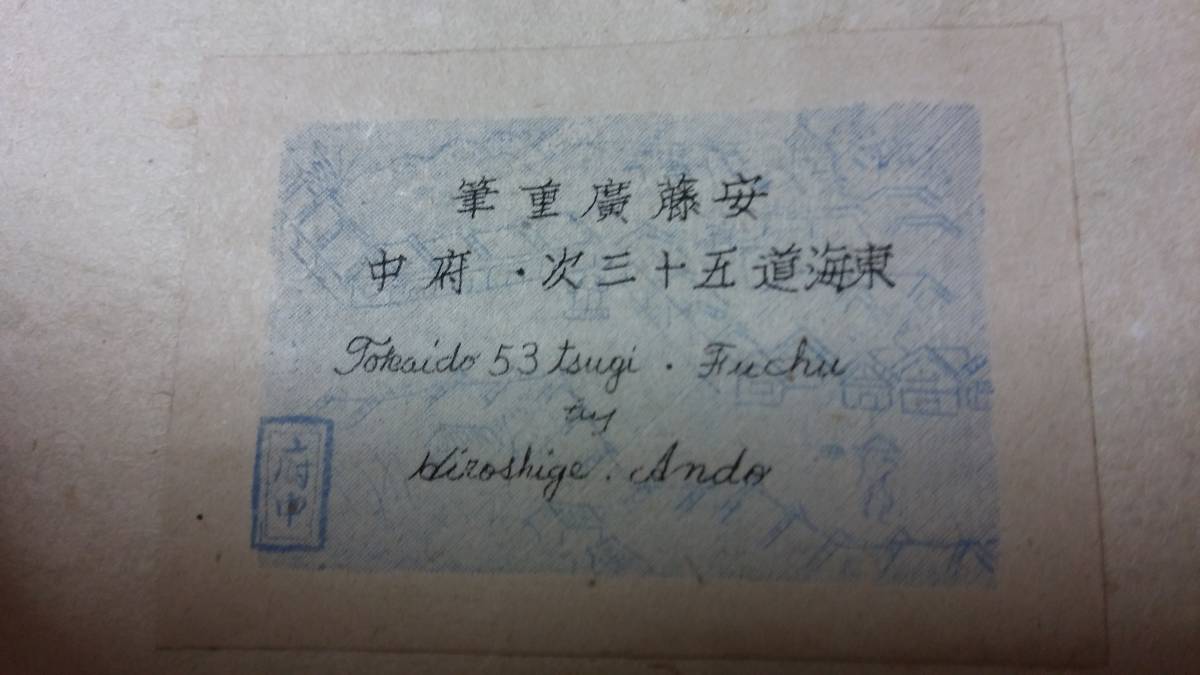 安藤廣重筆
東海道五十三次・府中
Tokaido 53 tsugi . Fuchu
by
Hiroshige . Ando
府中